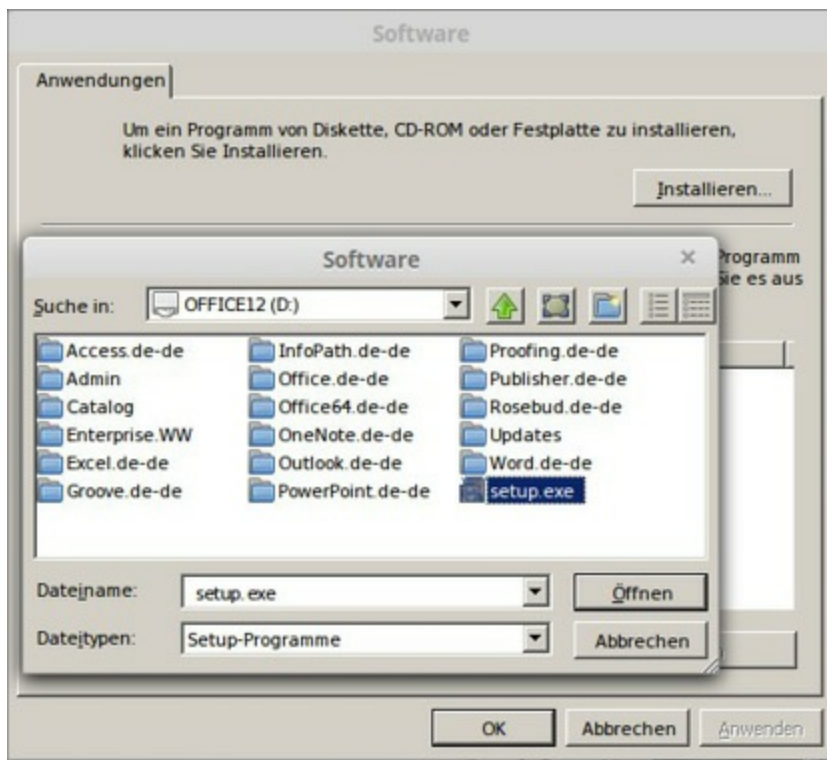 Software
Anwendungen
Um ein Programm von Diskette, CD-ROM oder Festplatte zu installieren,
klicken Sie Installieren.
Installieren...
Programm
Sie es aus
Software
Suche in: OFFICE12 (D:)
Access.de-de InfoPath.de-de Proofing.de-de
Admin Office.de-de Publisher.de-de
Catalog Office64.de-de Rosebud.de-de
Enterprise.WW OneNote.de-de Updates
Excel.de-de Outlook.de-de Word.de-de
Groove.de-de PowerPoint.de-de setup.exe
Dateiname: setup.exe Öffnen
Dateitypen: Setup-Programme Abbrechen
OK Abbrechen Anwenden